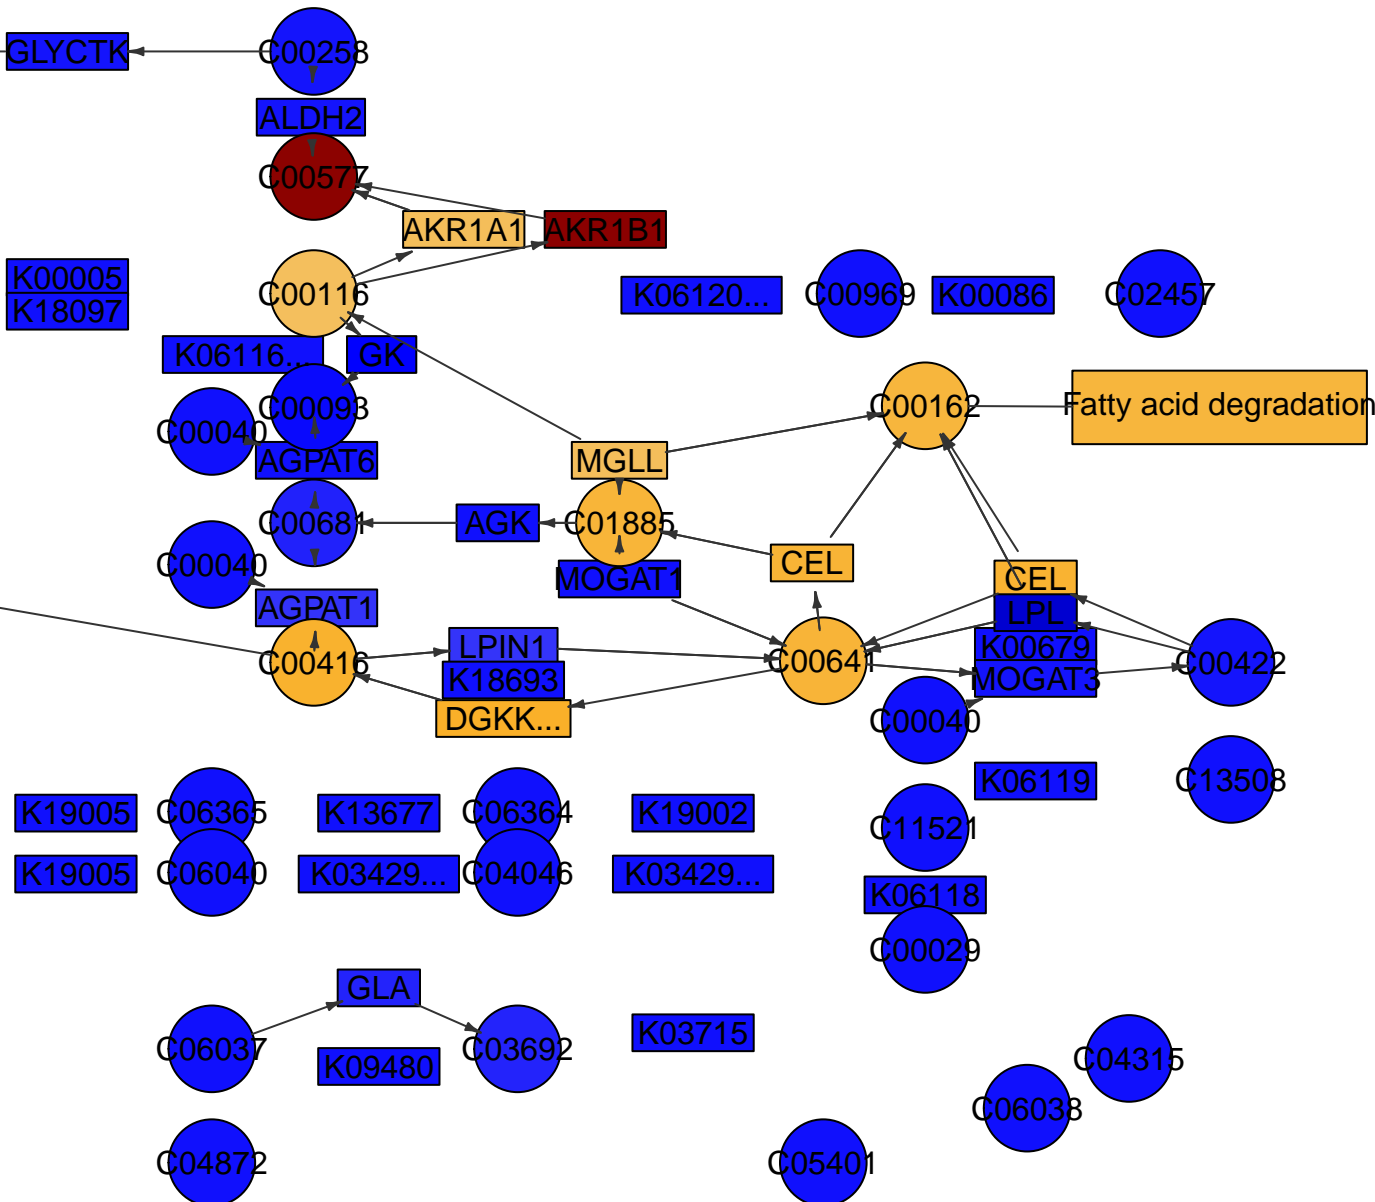 GLYCTK
C00258
ALDH2
C00577
AKR1A1
AKR1B1
K00005
K18097
C00116
K06120...
C00969
K00086
C02457
K06116...
GK
C00093
C00040
AGPAT6
MGLL
C00162
Fatty acid degradation
C00681
AGK
C01885
C00040
MOGAT1
CEL
CEL
AGPAT1
LPL
C00416
LPIN1
K18693
DGKK...
C00641
K00679
MOGAT3
C00422
C00040
K06119
C13508
K19005
C06365
K13677
C06364
K19002
C11521
K19005
C06040
K03429...
C04046
K03429...
K06118
C00029
GLA
C06037
K09480
C03692
K03715
C04315
C06038
C04872
C05401